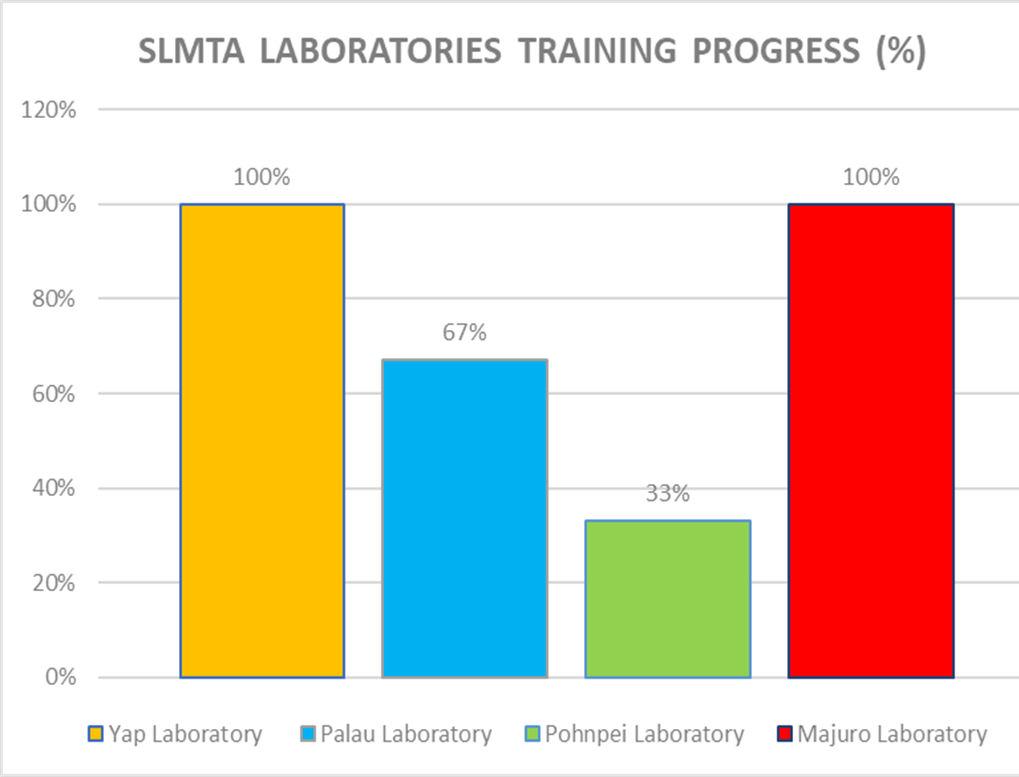 SLMTA LABORATORIES TRAINING PROGRESS (%)
120%
100%
80%
60%
40%
20%
0%
100%
67%
33%
100%
Yap Laboratory
Palau Laboratory
Pohnpei Laboratory
Majuro Laboratory